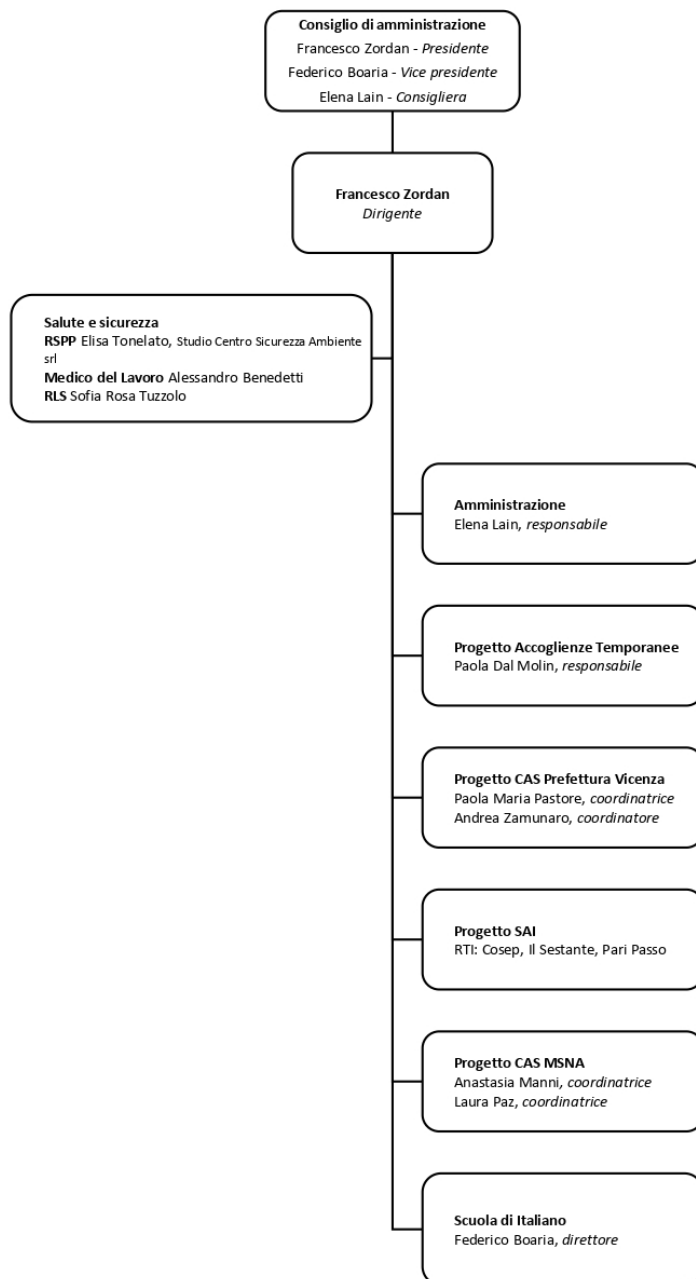 Consiglio di amministrazione
Francesco Zordan - Presidente
Federico Boaria - Vice presidente
Elena Lain - Consigliera
Francesco Zordan
Dirigente
Salute e sicurezza
RSPP Elisa Tonelato, Studio Centro Sicurezza Ambiente
srl
Medico del Lavoro Alessandro Benedetti
RLS Sofia Rosa Tuzzolo
Amministrazione
Elena Lain, responsabile
Progetto Accoglienze Temporanee
Paola Dal Molin, responsabile
Progetto CAS Prefettura Vicenza
Paola Maria Pastore, coordinatrice
Andrea Zamunaro, coordinatore
Progetto SAI
RTI: Cosep, Il Sestante, Pari Passo
Progetto CAS MSNA
Anastasia Manni, coordinatrice
Laura Paz, coordinatrice
Scuola di Italiano
Federico Boaria, direttore